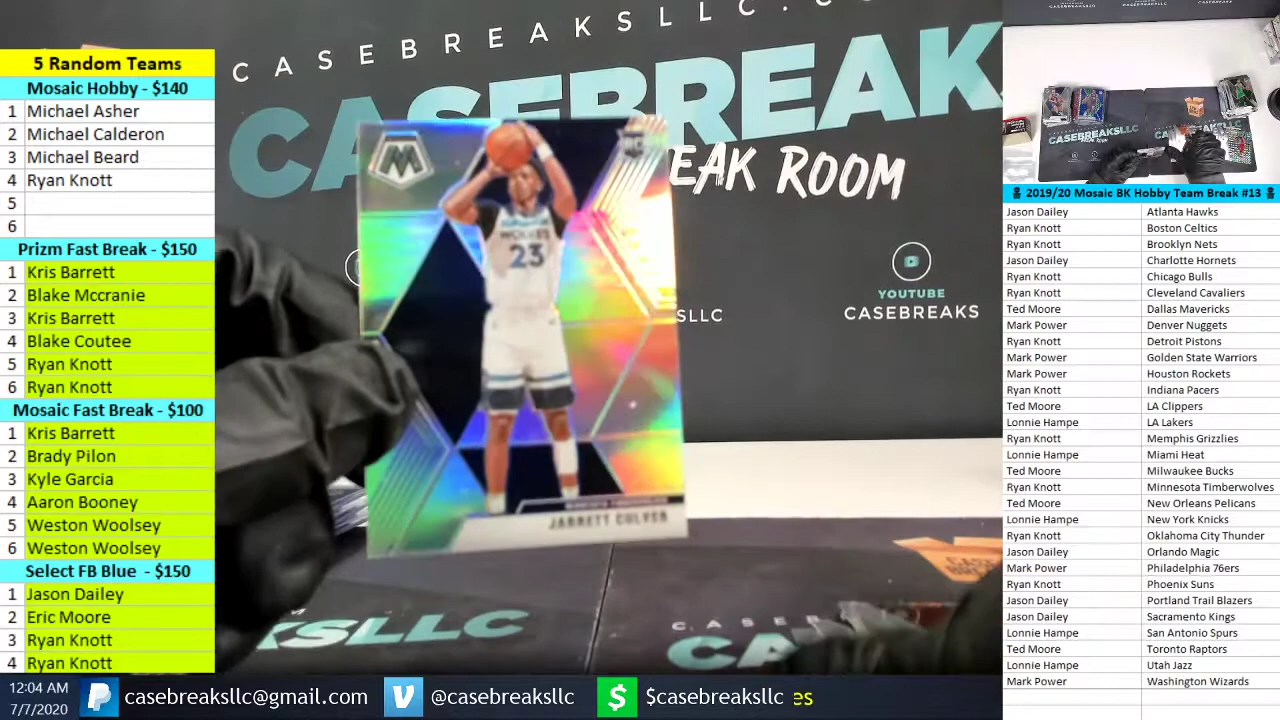 5 Random Teams
Mosaic Hobby - $140
1 Michael Asher
2 Michael Calderon
3 Michael Beard
4 Ryan Knott
5
6
Prizm Fast Break - $150
1 Kris Barrett
2 Blake Mccranie
3 Kris Barrett
4 Blake Coutee
5 Ryan Knott
6 Ryan Knott
Mosaic Fast Break - $100
1 Kris Barrett
2 Brady Pilon
3 Kyle Garcia
4 Aaron Booney
5 Weston Woolsey
6 Weston Woolsey
Select FB Blue - $150
1 Jason Dailey
2 Eric Moore
3 Ryan Knott
4 Ryan Knott
CASEBREAKSLLC.CO
CASEBREAK
EAK ROOM
YOUTUBE
SLLC CASEBREAKS
M
RC
WOLVES
23
MINNESOTA TIMBERWOLVES
JARRETT CULVER
KSLLC
CASEB
CA
CASEBREAKSLLC
2019/20 Mosaic BK Hobby Team Break #13
Jason Dailey Atlanta Hawks
Ryan Knott Boston Celtics
Ryan Knott Brooklyn Nets
Jason Dailey Charlotte Hornets
Ryan Knott Chicago Bulls
Ryan Knott Cleveland Cavaliers
Ted Moore Dallas Mavericks
Mark Power Denver Nuggets
Ryan Knott Detroit Pistons
Mark Power Golden State Warriors
Mark Power Houston Rockets
Ryan Knott Indiana Pacers
Ted Moore LA Clippers
Lonnie Hampe LA Lakers
Ryan Knott Memphis Grizzlies
Lonnie Hampe Miami Heat
Ted Moore Milwaukee Bucks
Ryan Knott Minnesota Timberwolves
Ted Moore New Orleans Pelicans
Lonnie Hampe New York Knicks
Ryan Knott Oklahoma City Thunder
Jason Dailey Orlando Magic
Mark Power Philadelphia 76ers
Ryan Knott Phoenix Suns
Jason Dailey Portland Trail Blazers
Jason Dailey Sacramento Kings
Lonnie Hampe San Antonio Spurs
Ted Moore Toronto Raptors
Lonnie Hampe Utah Jazz
Mark Power Washington Wizards
12:04 AM
7/7/2020
casebreaksllc@gmail.com @casebreaksllc $casebreaksllc es